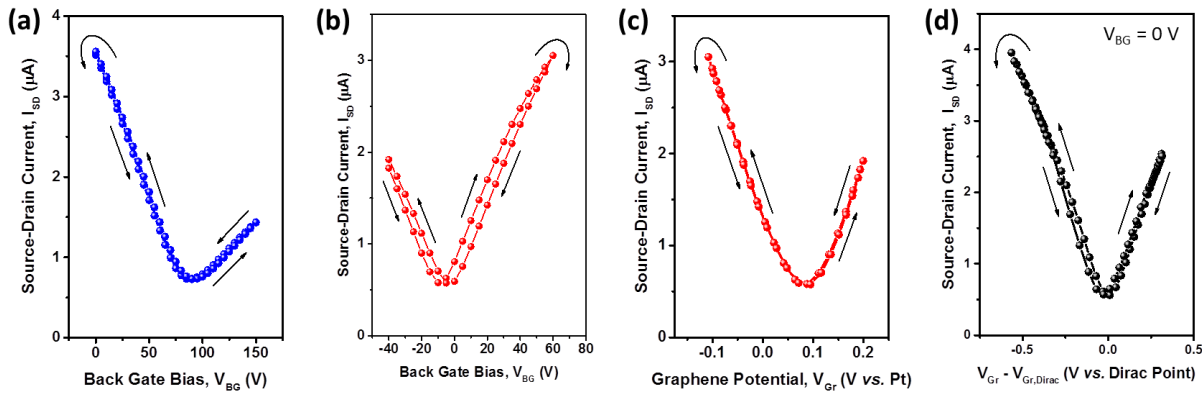 (a)
4
3
2
1
0
Source-Drain Current, I_SD (µA)
0 50 100 150
Back Gate Bias, V_BG (V)
(b)
3
2
1
0
Source-Drain Current, I_SD (µA)
-40 -20 0 20 40 60 80
Back Gate Bias, V_BG (V)
(c)
3
2
1
0
Source-Drain Current, I_SD (µA)
-0.1 0.0 0.1 0.2
Graphene Potential, V_Gr (V vs. Pt)
(d)
V_BG = 0 V
4
3
2
1
0
Source-Drain Current, I_SD (µA)
-0.5 0.0 0.5
V_Gr - V_Gr,Dirac (V vs. Dirac Point)